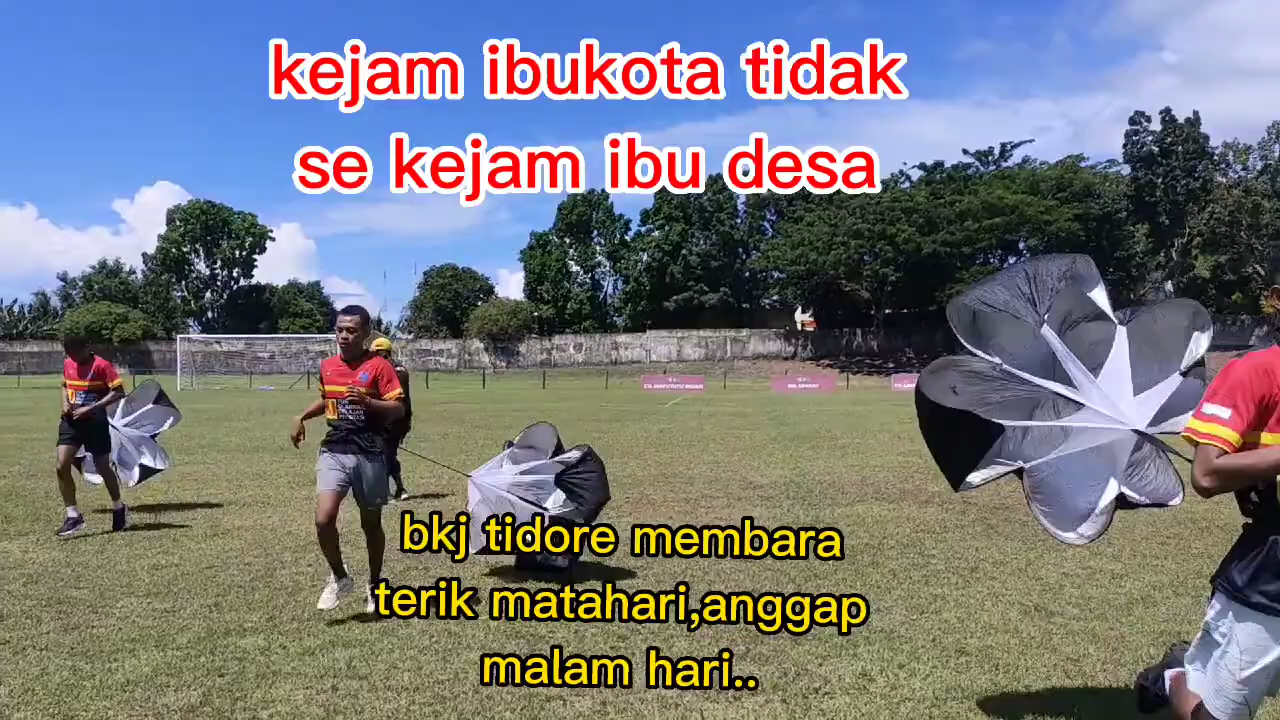 kejam ibukota tidak
se kejam ibu desa
bkj tidore membara
terik matahari,anggap
malam hari..